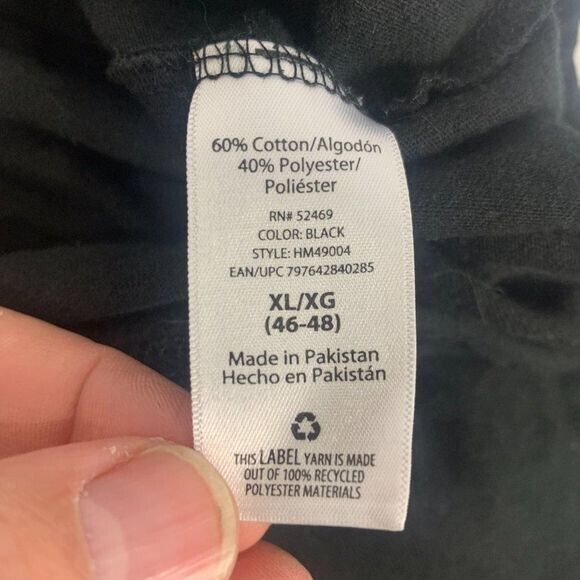 60% Cotton/Algodón
40% Polyester/
Poliéster
RN# 52469
COLOR: BLACK
STYLE: HM49004
EAN/UPC 797642840285
XL/XG
(46-48)
Made in Pakistan
Hecho en Pakistán
THIS LABEL YARN IS MADE
OUT OF 100% RECYCLED
POLYESTER MATERIALS